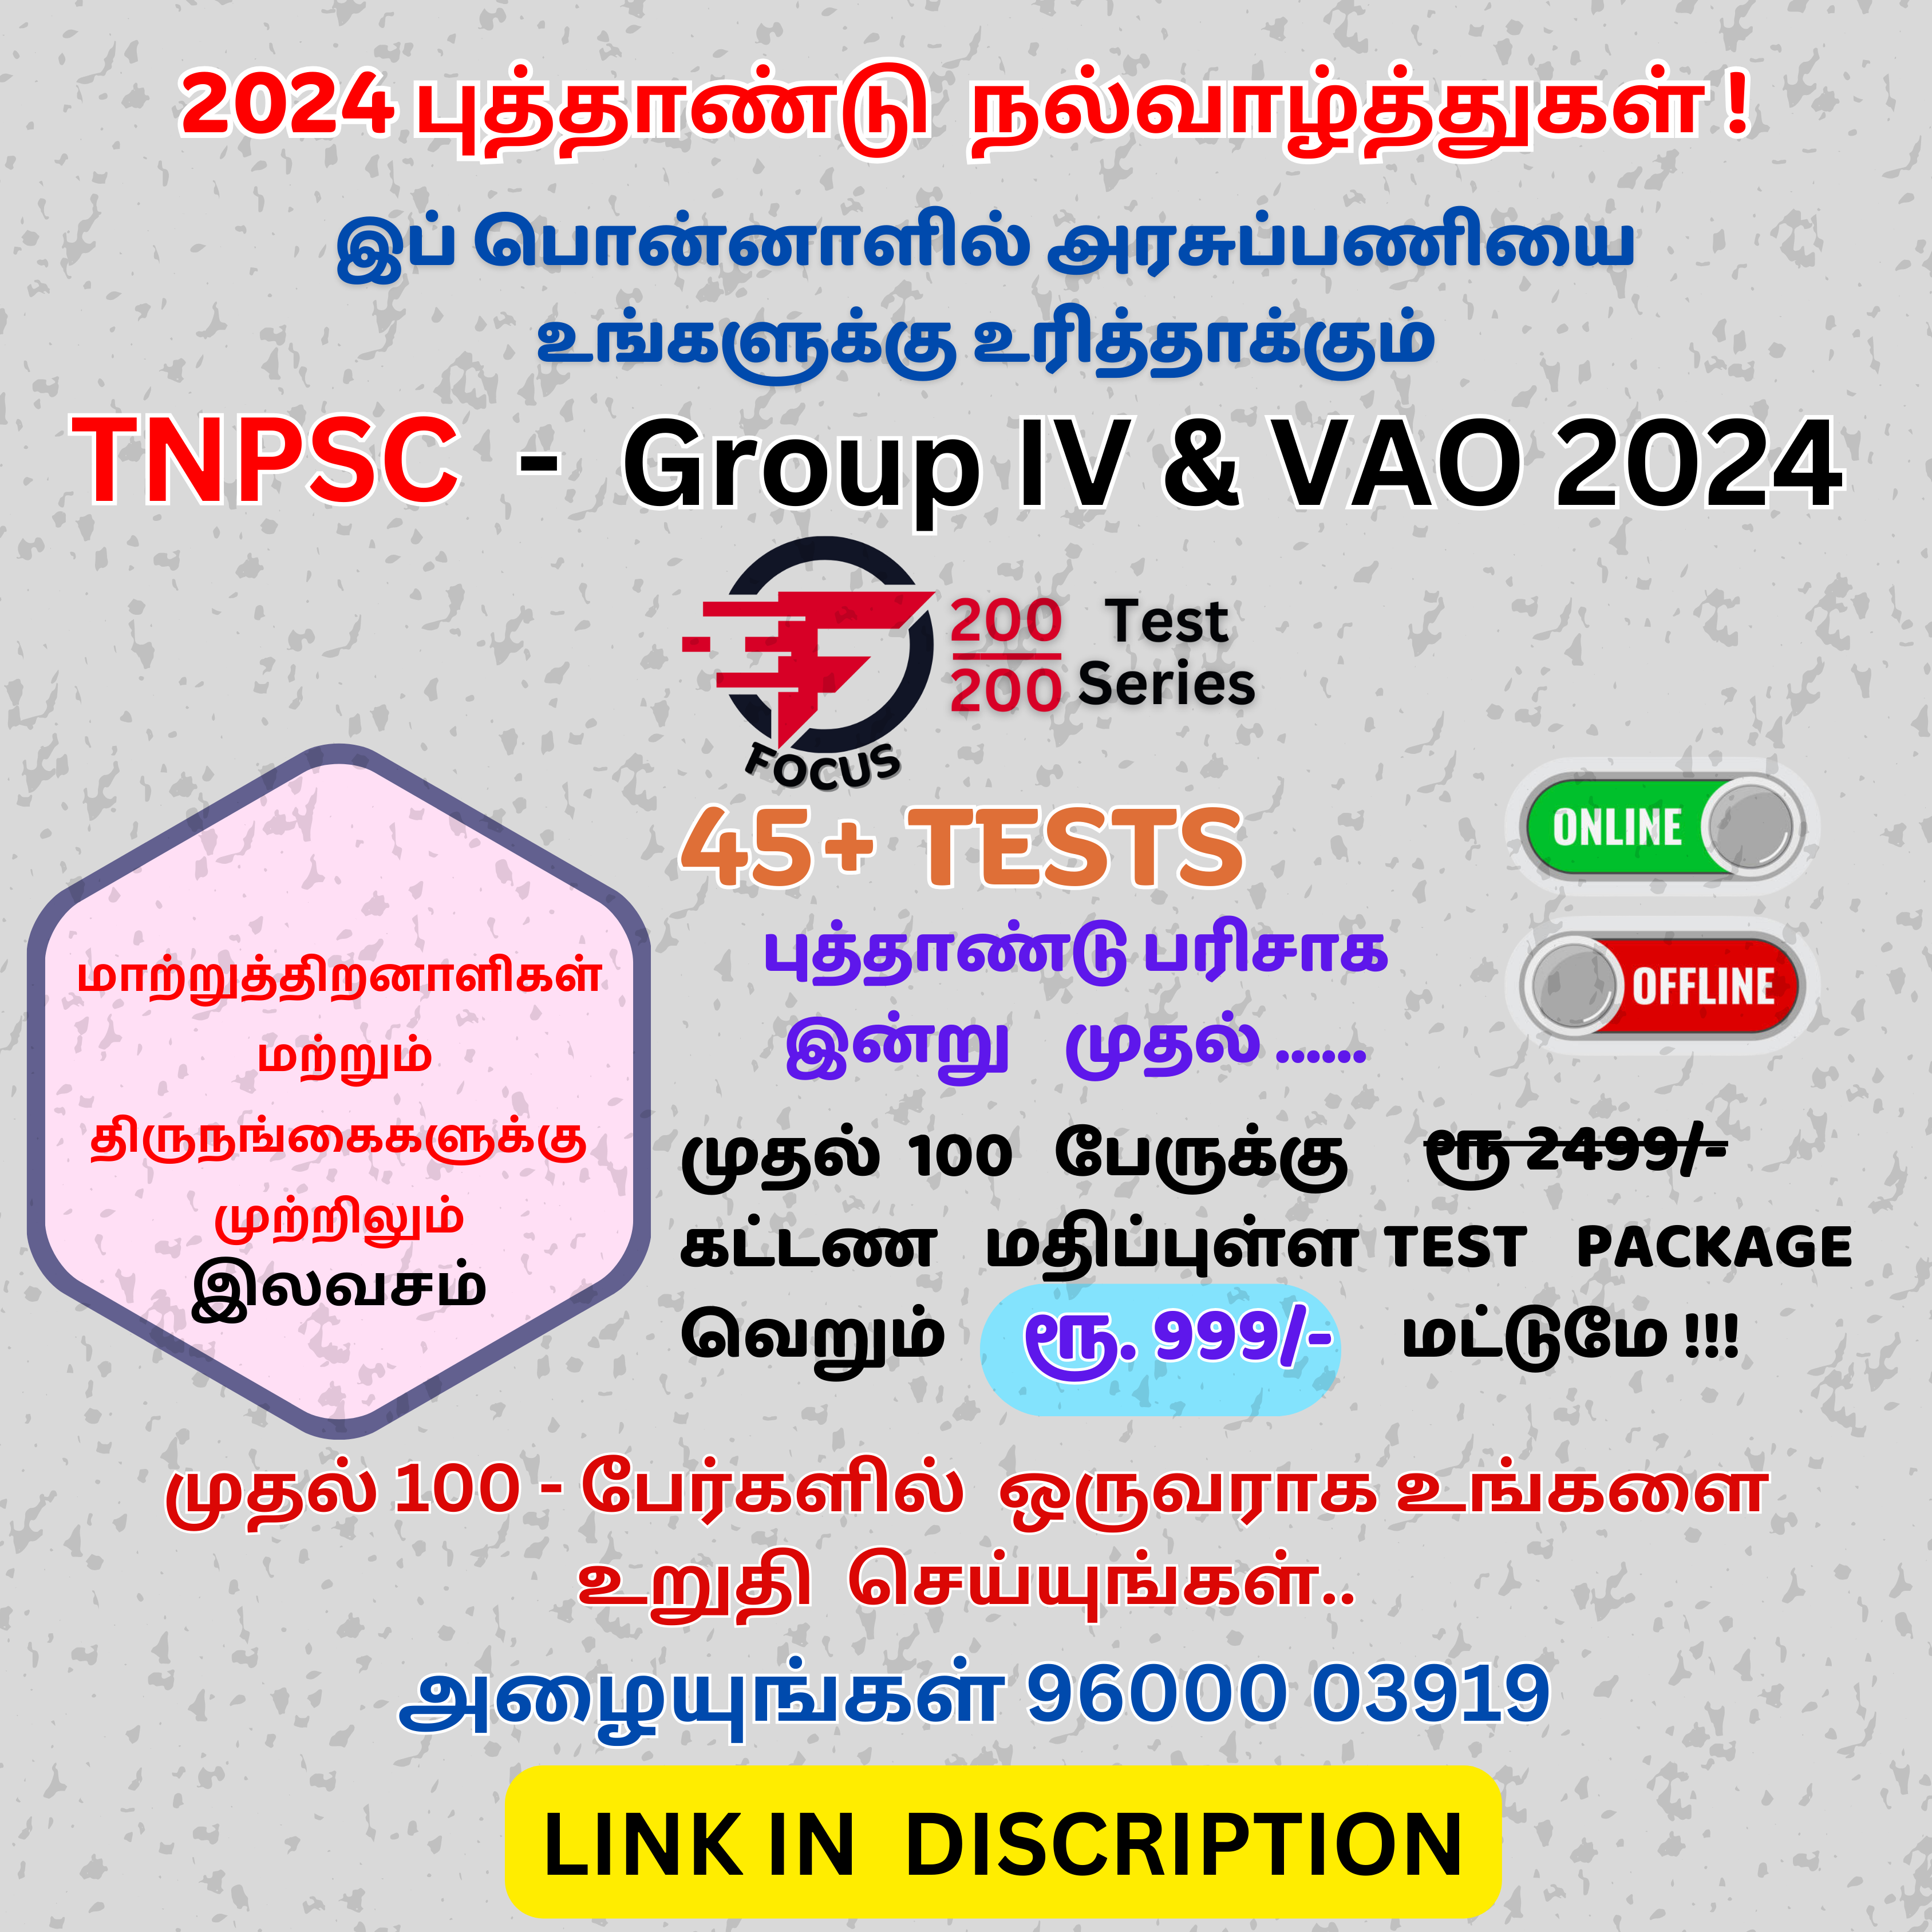 2024 புத்தாண்டு நல்வாழ்த்துகள் !
இப் பொன்னாளில் அரசுப்பணியை
உங்களுக்கு உரித்தாக்கும்
TNPSC - Group IV & VAO 2024
200 Test
200 Series
FOCUS
45+ TESTS
ONLINE
OFFLINE
புத்தாண்டு பரிசாக
இன்று முதல் ......
மாற்றுத்திறனாளிகள்
மற்றும்
திருநங்கைகளுக்கு
முற்றிலும்
இலவசம்
முதல் 100 பேருக்கு ரூ 2499/-
கட்டண மதிப்புள்ள TEST PACKAGE
வெறும் ரூ. 999/- மட்டுமே !!!
முதல் 100 - பேர்களில் ஒருவராக உங்களை
உறுதி செய்யுங்கள்..
அழையுங்கள் 96000 03919
LINK IN DISCRIPTION